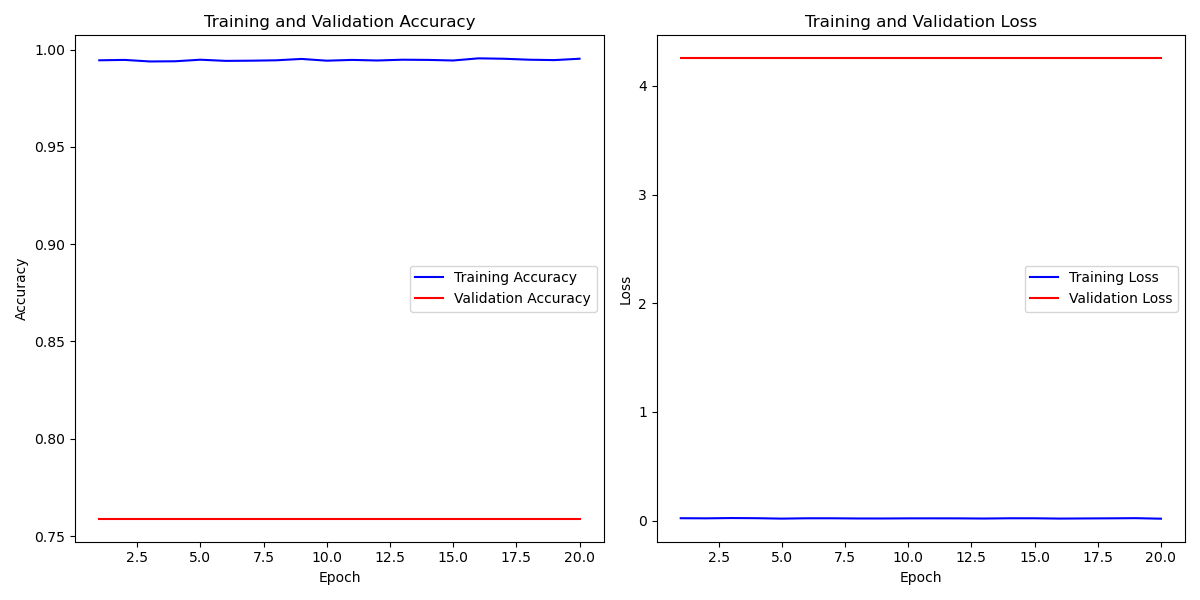 Training and Validation Accuracy
1.00
0.95
0.90
0.85
0.80
0.75
Accuracy
Training Accuracy
Validation Accuracy
2.5 5.0 7.5 10.0 12.5 15.0 17.5 20.0
Epoch
Training and Validation Loss
4
3
2
1
0
Loss
Training Loss
Validation Loss
2.5 5.0 7.5 10.0 12.5 15.0 17.5 20.0
Epoch